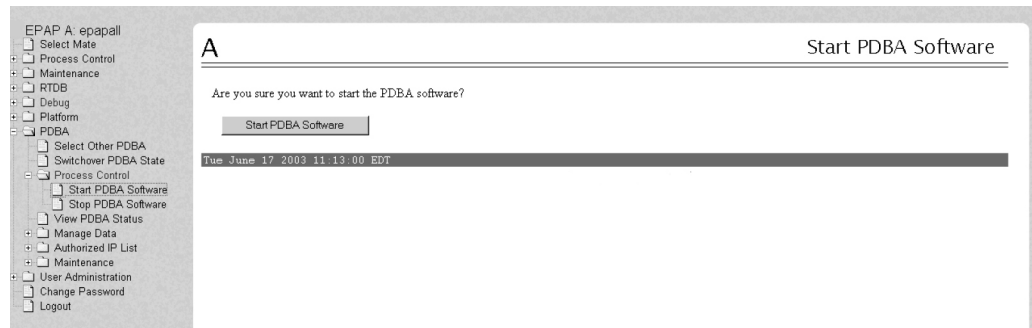 EPAP A: epapall
Select Mate
Process Control
Maintenance
RTDB
Debug
Platform
PDBA
Select Other PDBA
Switchover PDBA State
Process Control
Start PDBA Software
Stop PDBA Software
View PDBA Status
Manage Data
Authorized IP List
Maintenance
User Administration
Change Password
Logout
A
Start PDBA Software
Are you sure you want to start the PDBA software?
Start PDBA Software
Tue June 17 2003 11:13:00 EDT